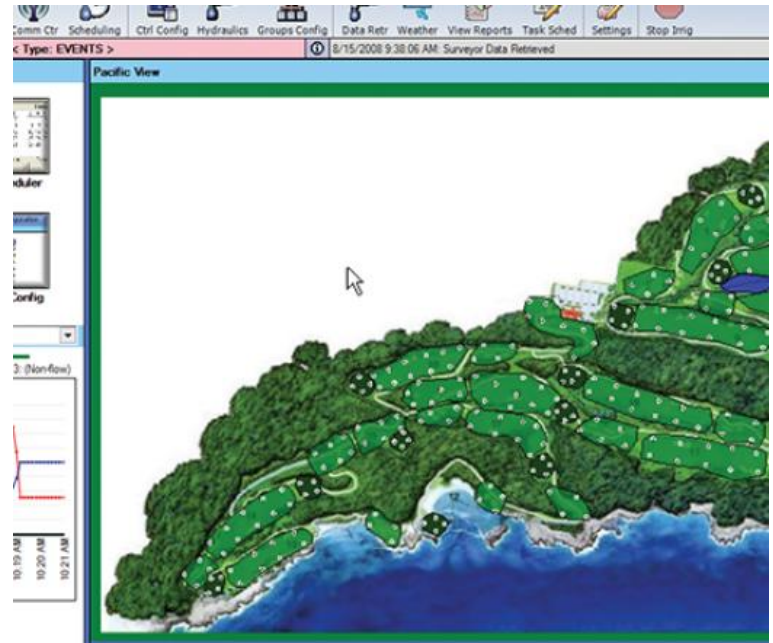 Comm Ctr Scheduling Ctrl Config Hydraulics Groups Config Data Retr Weather View Reports Task Sched Settings Stop Irrig
< Type: EVENTS > 8/15/2008 9:38:06 AM: Surveyor Data Retrieved
Pacific View
duler
Config
3: (Non-flow)
10:19 AM
10:20 AM
10:21 AM
12